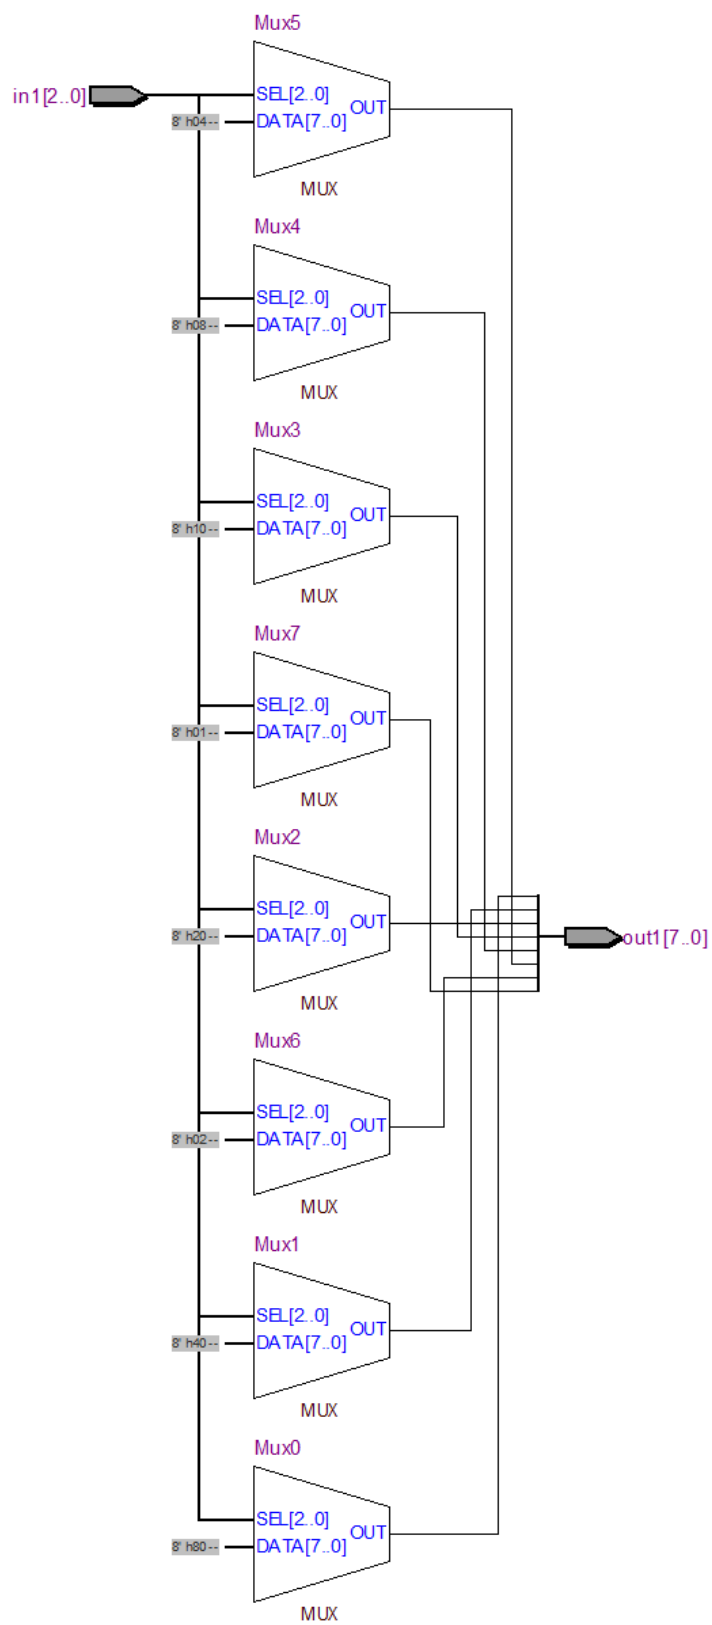 Mux5
in1[2..0]
SEL[2..0]
OUT
8' h04--
DATA[7..0]
MUX
Mux4
SEL[2..0]
OUT
8' h08--
DATA[7..0]
MUX
Mux3
SEL[2..0]
OUT
8' h10--
DATA[7..0]
MUX
Mux7
SEL[2..0]
OUT
8' h01--
DATA[7..0]
MUX
Mux2
SEL[2..0]
OUT
8' h20--
DATA[7..0]
out1[7..0]
MUX
Mux6
SEL[2..0]
OUT
8' h02--
DATA[7..0]
MUX
Mux1
SEL[2..0]
OUT
8' h40--
DATA[7..0]
MUX
Mux0
SEL[2..0]
OUT
8' h80--
DATA[7..0]
MUX